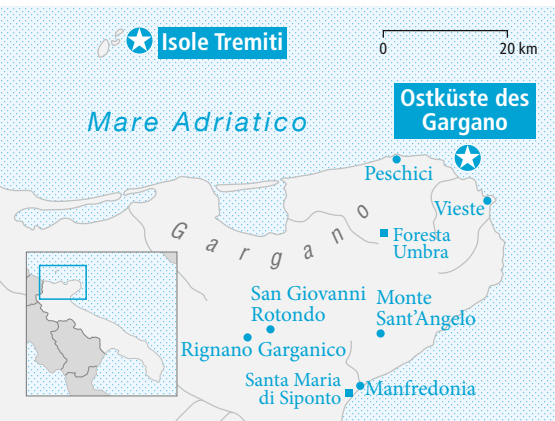 Isole Tremiti
0
20 km
Ostküste des
Gargano
Mare Adriatico
Peschici
Vieste
Gargano
Foresta
Umbra
San Giovanni
Rotondo
Monte
Sant'Angelo
Rignano Garganico
Santa Maria
di Siponto
Manfredonia